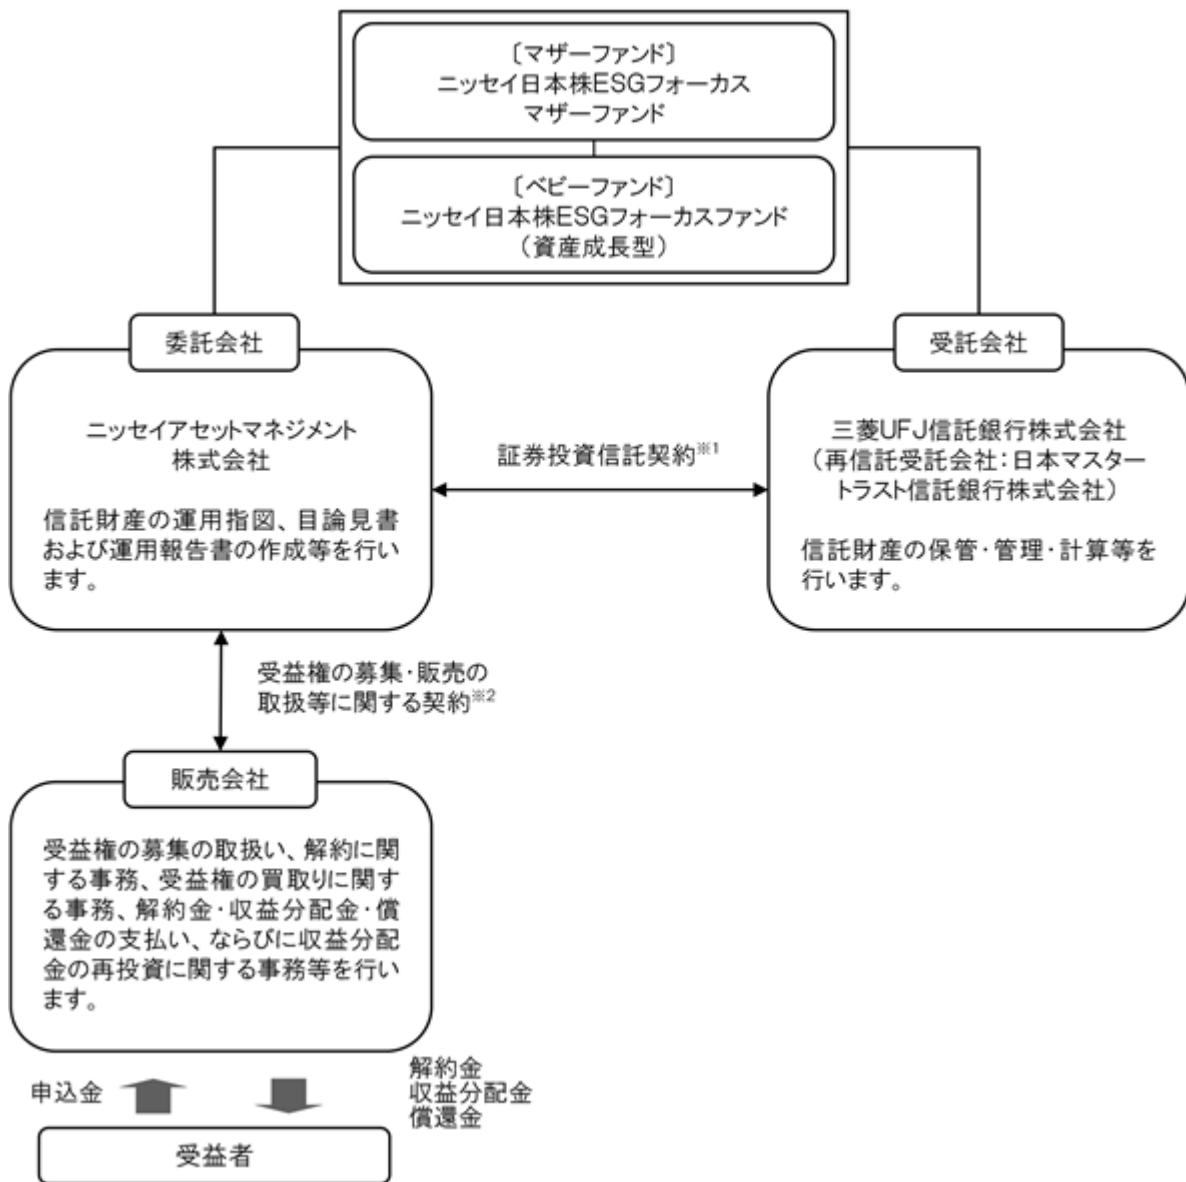 〔マザーファンド〕
ニッセイ日本株ESGフォーカス
マザーファンド
〔ベビーファンド〕
ニッセイ日本株ESGフォーカスファンド
（資産成長型）
委託会社
ニッセイアセットマネジメント
株式会社
信託財産の運用指図、目論見書
および運用報告書の作成等を行い
ます。
証券投資信託契約※1
受託会社
三菱UFJ信託銀行株式会社
（再信託受託会社：日本マスター
トラスト信託銀行株式会社）
信託財産の保管・管理・計算等を
行います。
受益権の募集・販売の
取扱等に関する契約※2
販売会社
受益権の募集の取扱い、解約に関
する事務、受益権の買取りに関す
る事務、解約金・収益分配金・償
還金の支払い、ならびに収益分配
金の再投資に関する事務等を行い
ます。
申込金
解約金
収益分配金
償還金
受益者